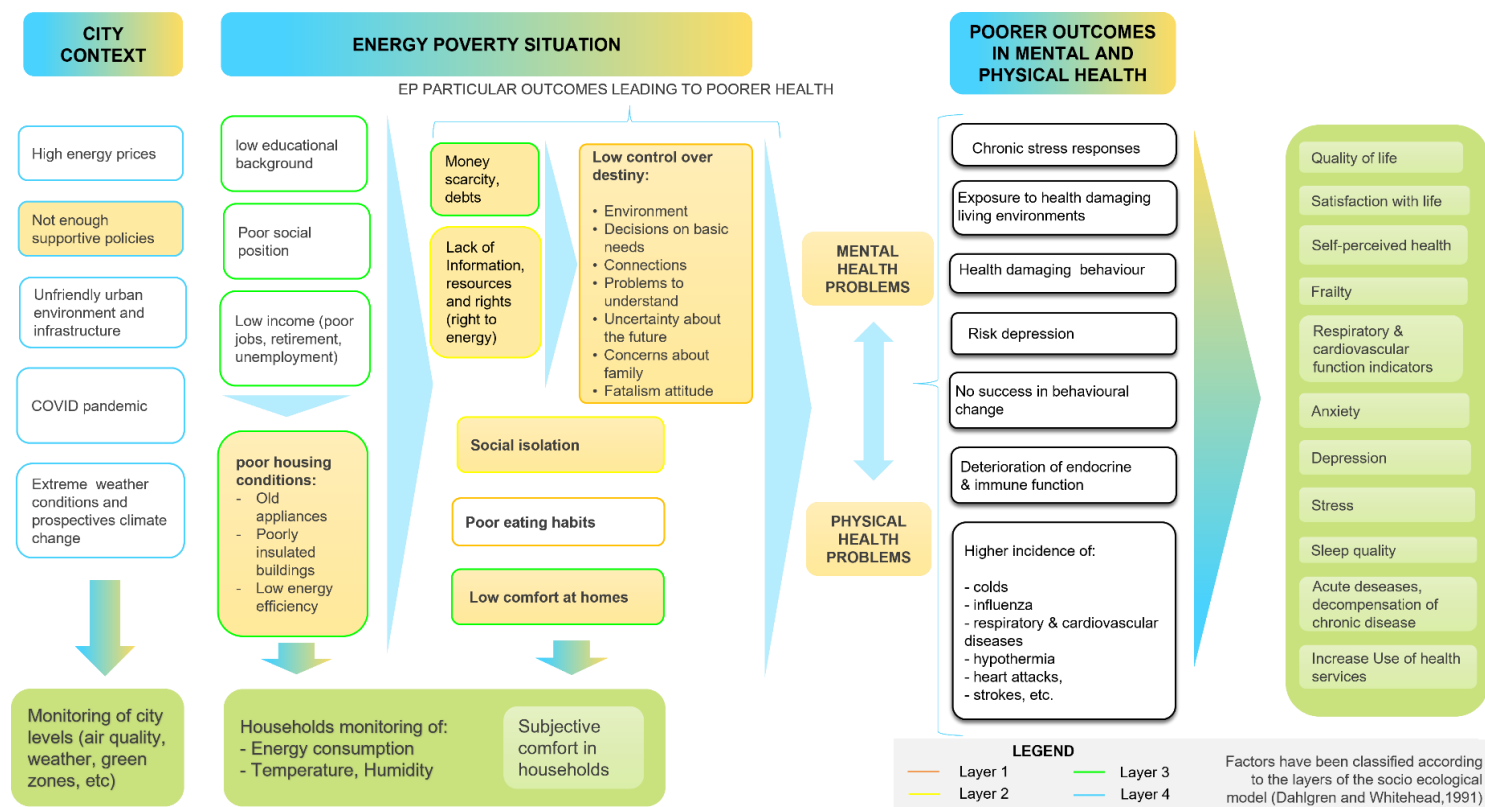 CITY
CONTEXT
High energy prices
Not enough
supportive policies
Unfriendly urban
environment and
infrastructure
COVID pandemic
Extreme weather
conditions and
prospectives climate
change
Monitoring of city
levels (air quality,
weather, green
zones, etc)
ENERGY POVERTY SITUATION
EP PARTICULAR OUTCOMES LEADING TO POORER HEALTH
low educational
background
Poor social
position
Low income (poor
jobs, retirement,
unemployment)
poor housing
conditions:
- Old
appliances
- Poorly
insulated
buildings
- Low energy
efficiency
Money
scarcity,
debts
Lack of
Information,
resources
and rights
(right to
energy)
Low control over
destiny:
• Environment
• Decisions on basic
needs
• Connections
• Problems to
understand
• Uncertainty about
the future
• Concerns about
family
• Fatalism attitude
Social isolation
Poor eating habits
Low comfort at homes
Households monitoring of:
- Energy consumption
- Temperature, Humidity
Subjective
comfort in
households
MENTAL
HEALTH
PROBLEMS
PHYSICAL
HEALTH
PROBLEMS
POORER OUTCOMES
IN MENTAL AND
PHYSICAL HEALTH
Chronic stress responses
Exposure to health damaging
living environments
Health damaging behaviour
Risk depression
No success in behavioural
change
Deterioration of endocrine
& immune function
Higher incidence of:
- colds
- influenza
- respiratory & cardiovascular
diseases
- hypothermia
- heart attacks,
- strokes, etc.
Quality of life
Satisfaction with life
Self-perceived health
Frailty
Respiratory &
cardiovascular
function indicators
Anxiety
Depression
Stress
Sleep quality
Acute deseases,
decompensation of
chronic disease
Increase Use of health
services
LEGEND
Layer 1
Layer 2
Layer 3
Layer 4
Factors have been classified according
to the layers of the socio ecological
model (Dahlgren and Whitehead,1991)